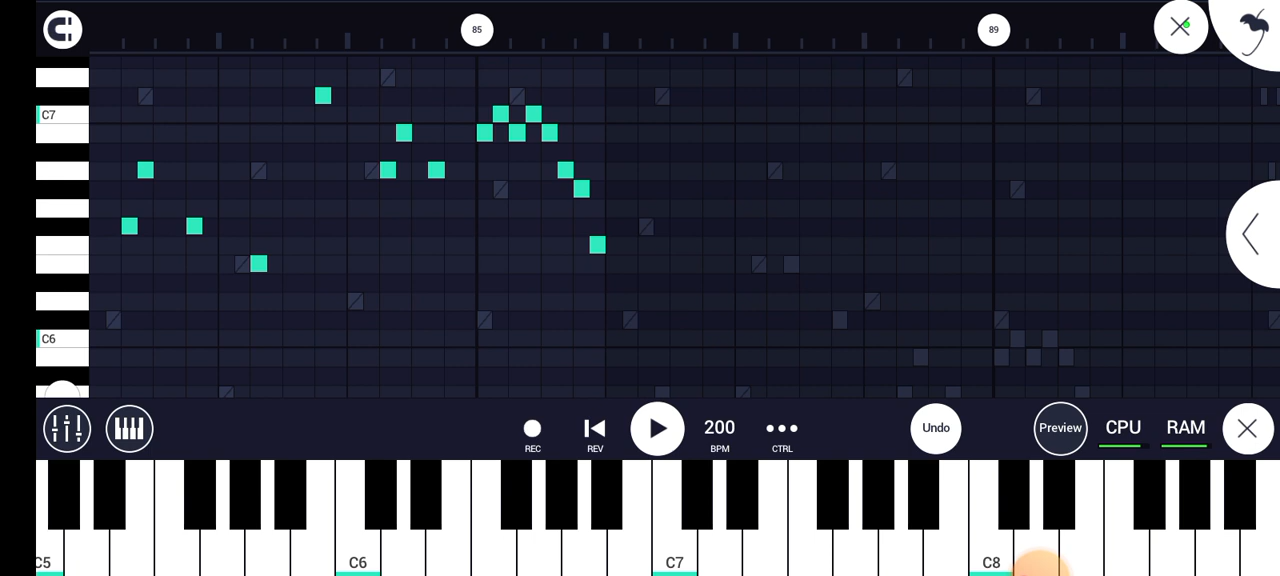 85
89
C7
C6
200
Undo
Preview
CPU
RAM
REC
REV
BPM
CTRL
C5
C6
C7
C8